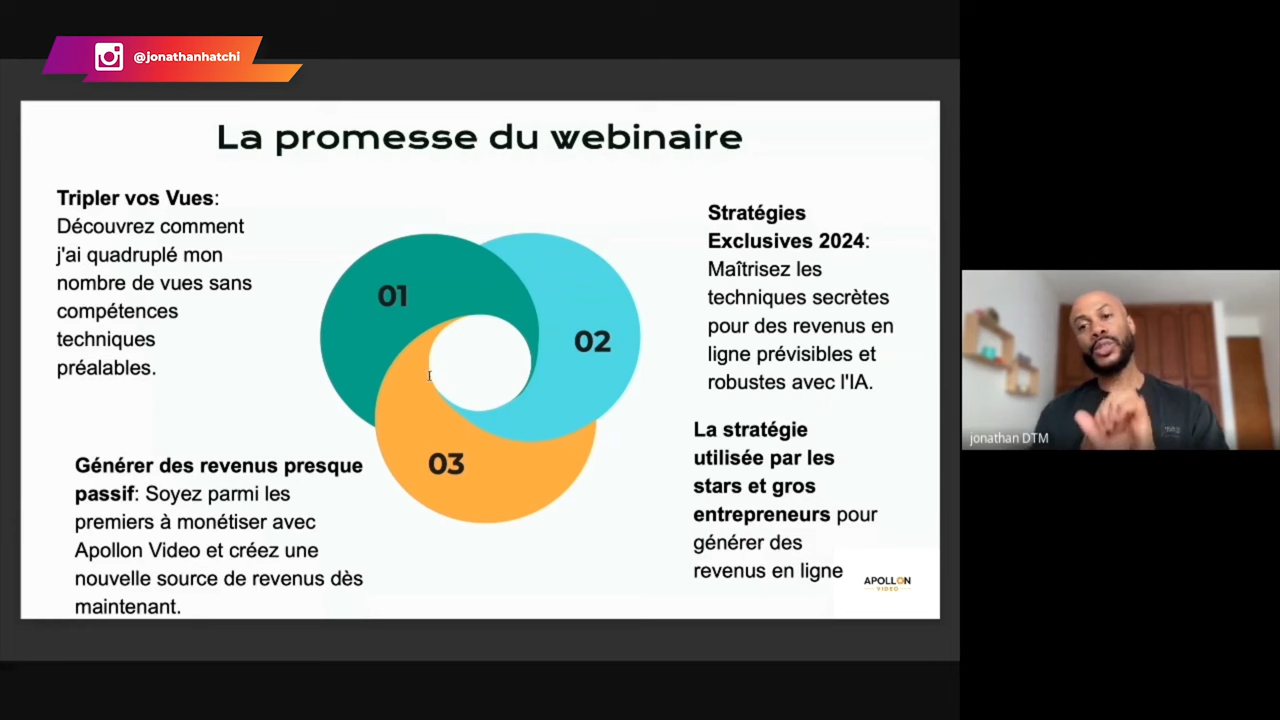 @jonathanhatchi
La promesse du webinaire
Tripler vos Vues:
Découvrez comment
j'ai quadruplé mon
nombre de vues sans
compétences
techniques
préalables.
Générer des revenus presque
passif: Soyez parmi les
premiers à monétiser avec
Apollon Video et créez une
nouvelle source de revenus dès
maintenant.
01
02
03
Stratégies
Exclusives 2024:
Maîtrisez les
techniques secrètes
pour des revenus en
ligne prévisibles et
robustes avec l'IA.
La stratégie
utilisée par les
stars et gros
entrepreneurs pour
générer des
revenus en ligne
APOLLON
VIDEO
jonathan DTM